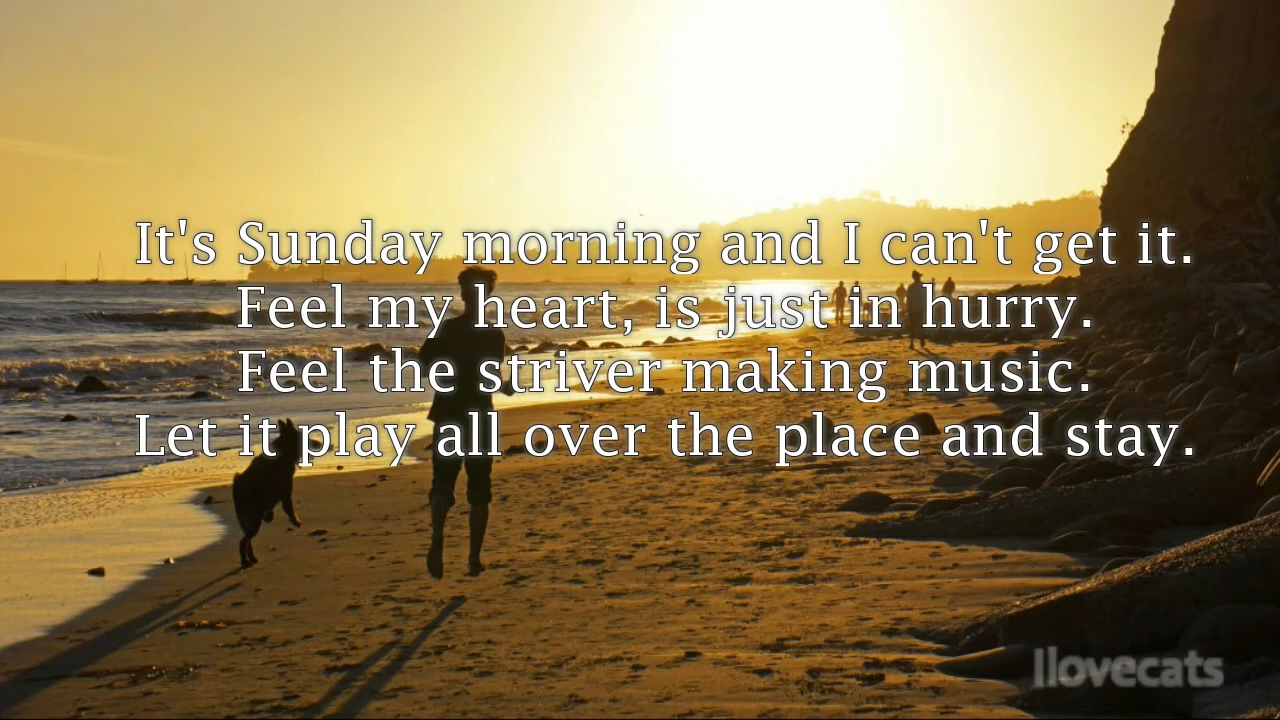 It's Sunday morning and I can't get it.
Feel my heart, is just in hurry.
Feel the striver making music.
Let it play all over the place and stay.
Ilovecats